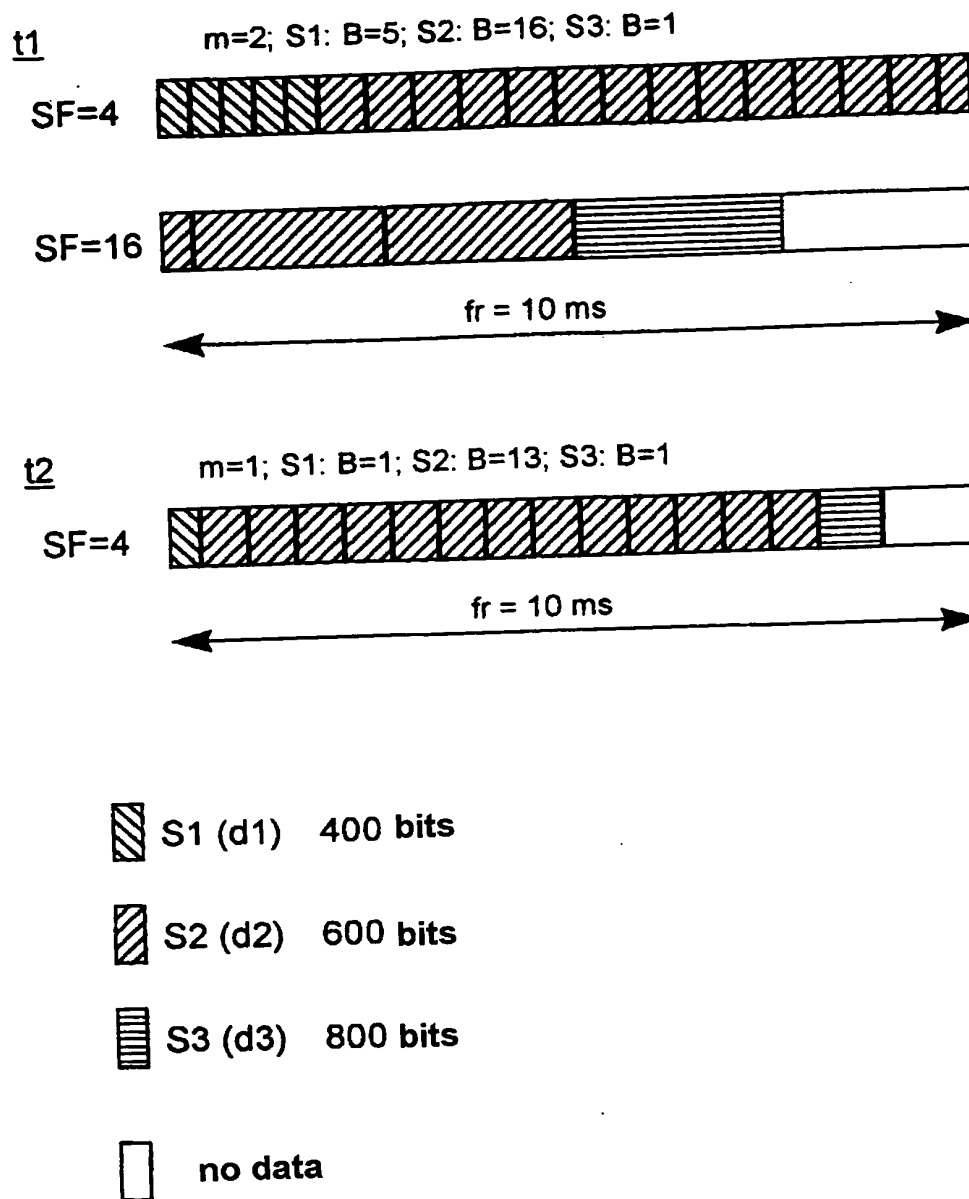 t1
m=2; S1: B=5; S2: B=16; S3: B=1
SF=4
SF=16
fr = 10 ms
t2
m=1; S1: B=1; S2: B=13; S3: B=1
SF=4
fr = 10 ms
S1 (d1) 400 bits
S2 (d2) 600 bits
S3 (d3) 800 bits
no data